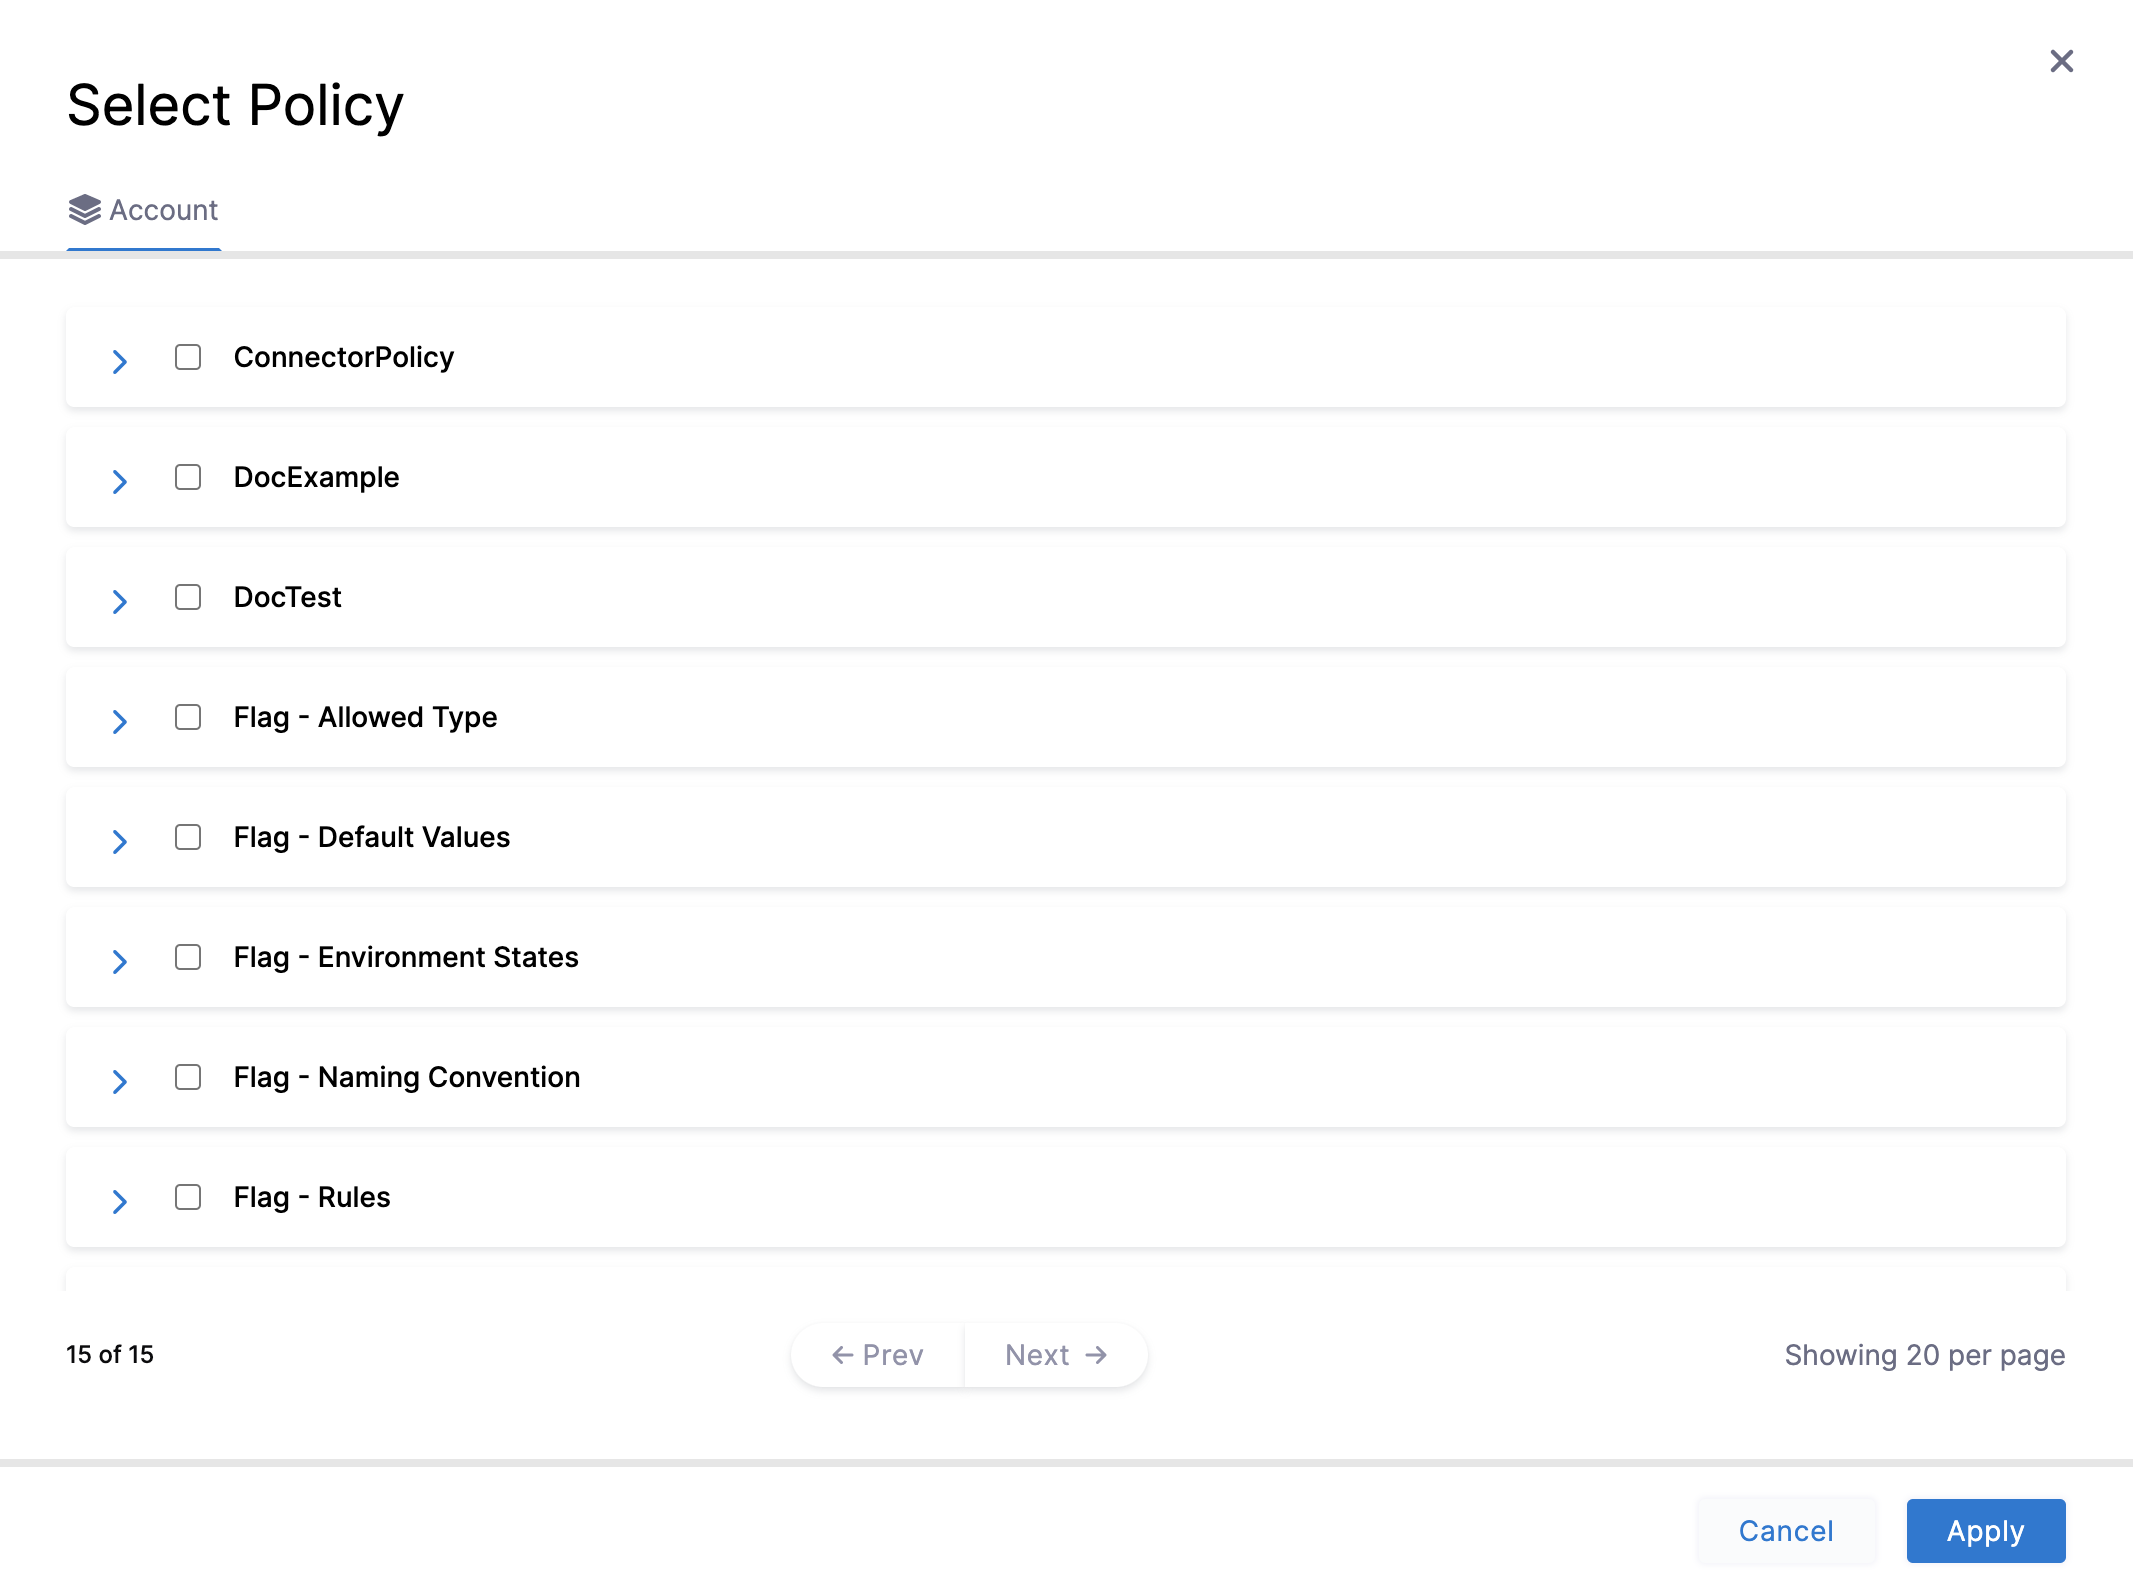 Select Policy
Account
ConnectorPolicy
DocExample
DocTest
Flag - Allowed Type
Flag - Default Values
Flag - Environment States
Flag - Naming Convention
Flag - Rules
15 of 15
Prev
Next
Showing 20 per page
Cancel
Apply